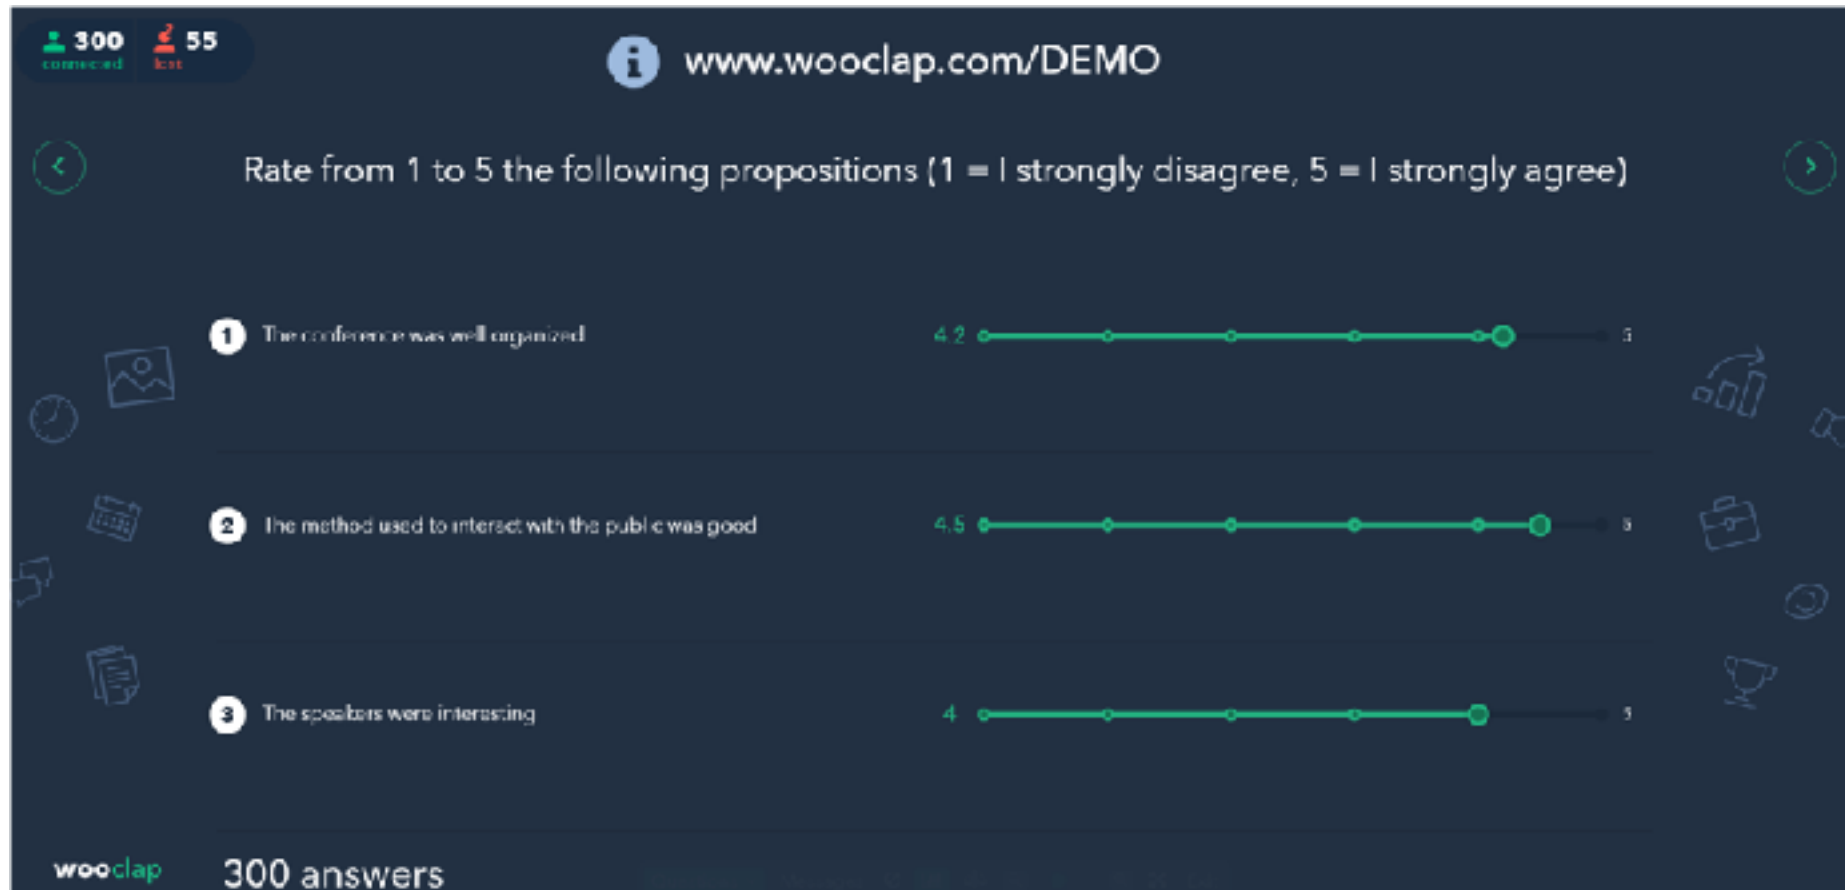 300 55
connected lost
i www.wooclap.com/DEMO
Rate from 1 to 5 the following propositions (1 = I strongly disagree, 5 = I strongly agree)
1 The conference was well organized 4.2 5
2 The method used to interact with the public was good 4.5 5
3 The speakers were interesting 4 5
wooclap 300 answers